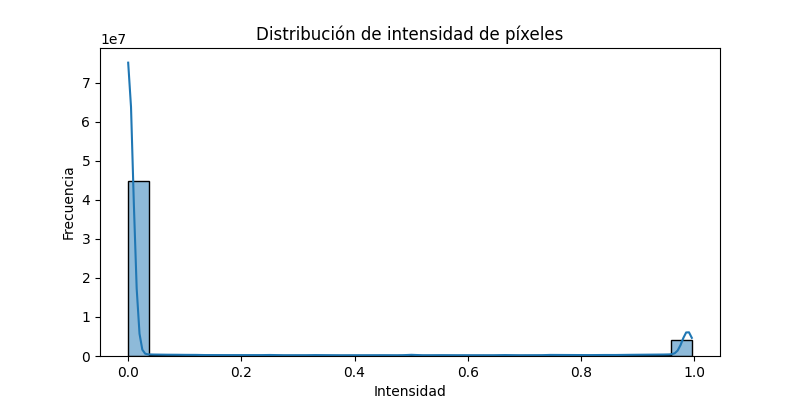 Distribución de intensidad de píxeles
1e7
7
6
5
4
3
2
1
0
Frecuencia
0.0 0.2 0.4 0.6 0.8 1.0
Intensidad